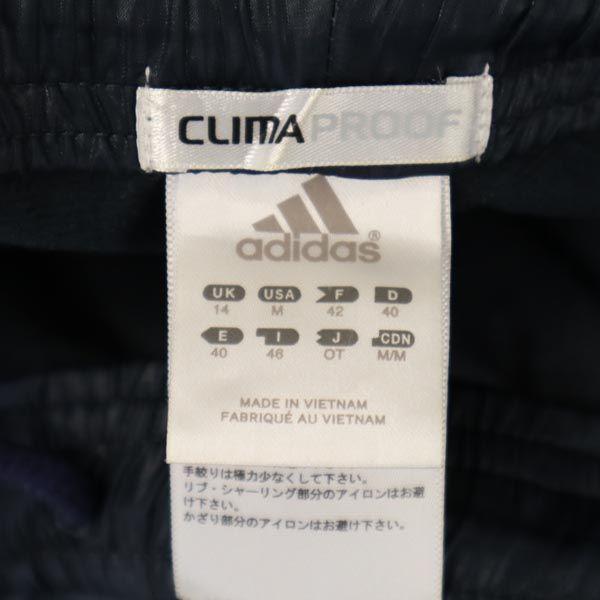 CLIMAPROOF
adidas®
UK USA F D
14 M 42 40
E I J CDN
40 46 OT M/M
MADE IN VIETNAM
FABRIQUÉ AU VIETNAM
手絞りは極力少なくして下さい。
リブ・シャーリング部分のアイロンはお避
け下さい。
かざり部分のアイロンはお避け下さい。